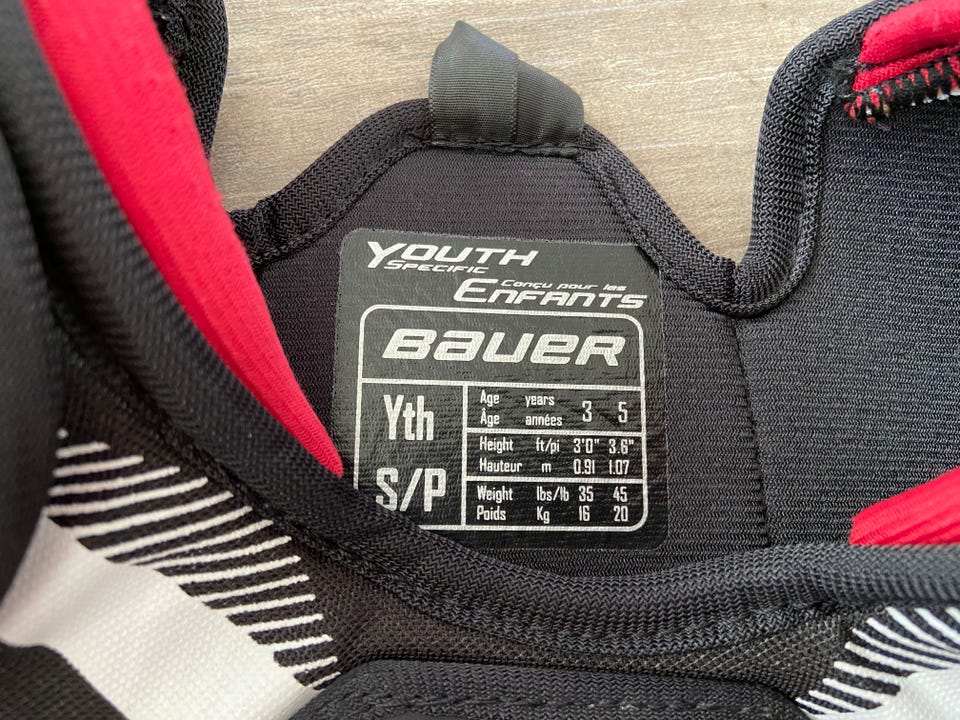 YOUTH
SPECIFIC
Conçu pour les
ENFANTS
BAUER
Yth
S/P
Age years 3 5
Âge années
Height ft/pi 3'0" 3.6"
Hauteur m 0.91 1.07
Weight lbs/lb 35 45
Poids Kg 16 20